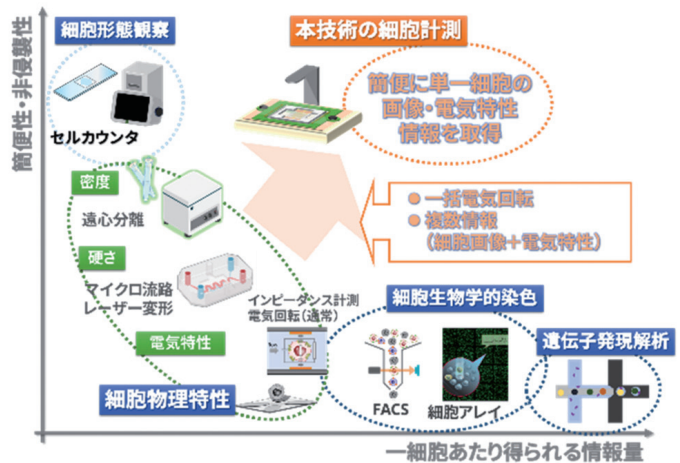 簡便性・非侵襲性
細胞形態観察
セルカウンタ
本技術の細胞計測
簡便に単一細胞の
画像・電気特性
情報を取得
密度
遠心分離
硬さ
マイクロ流路
レーザー変形
電気特性
細胞物理特性
● 一括電気回転
● 複数情報
（細胞画像＋電気特性）
インピーダンス計測
電気回転（通常）
細胞生物学的染色
FACS
細胞アレイ
遺伝子発現解析
一細胞あたり得られる情報量